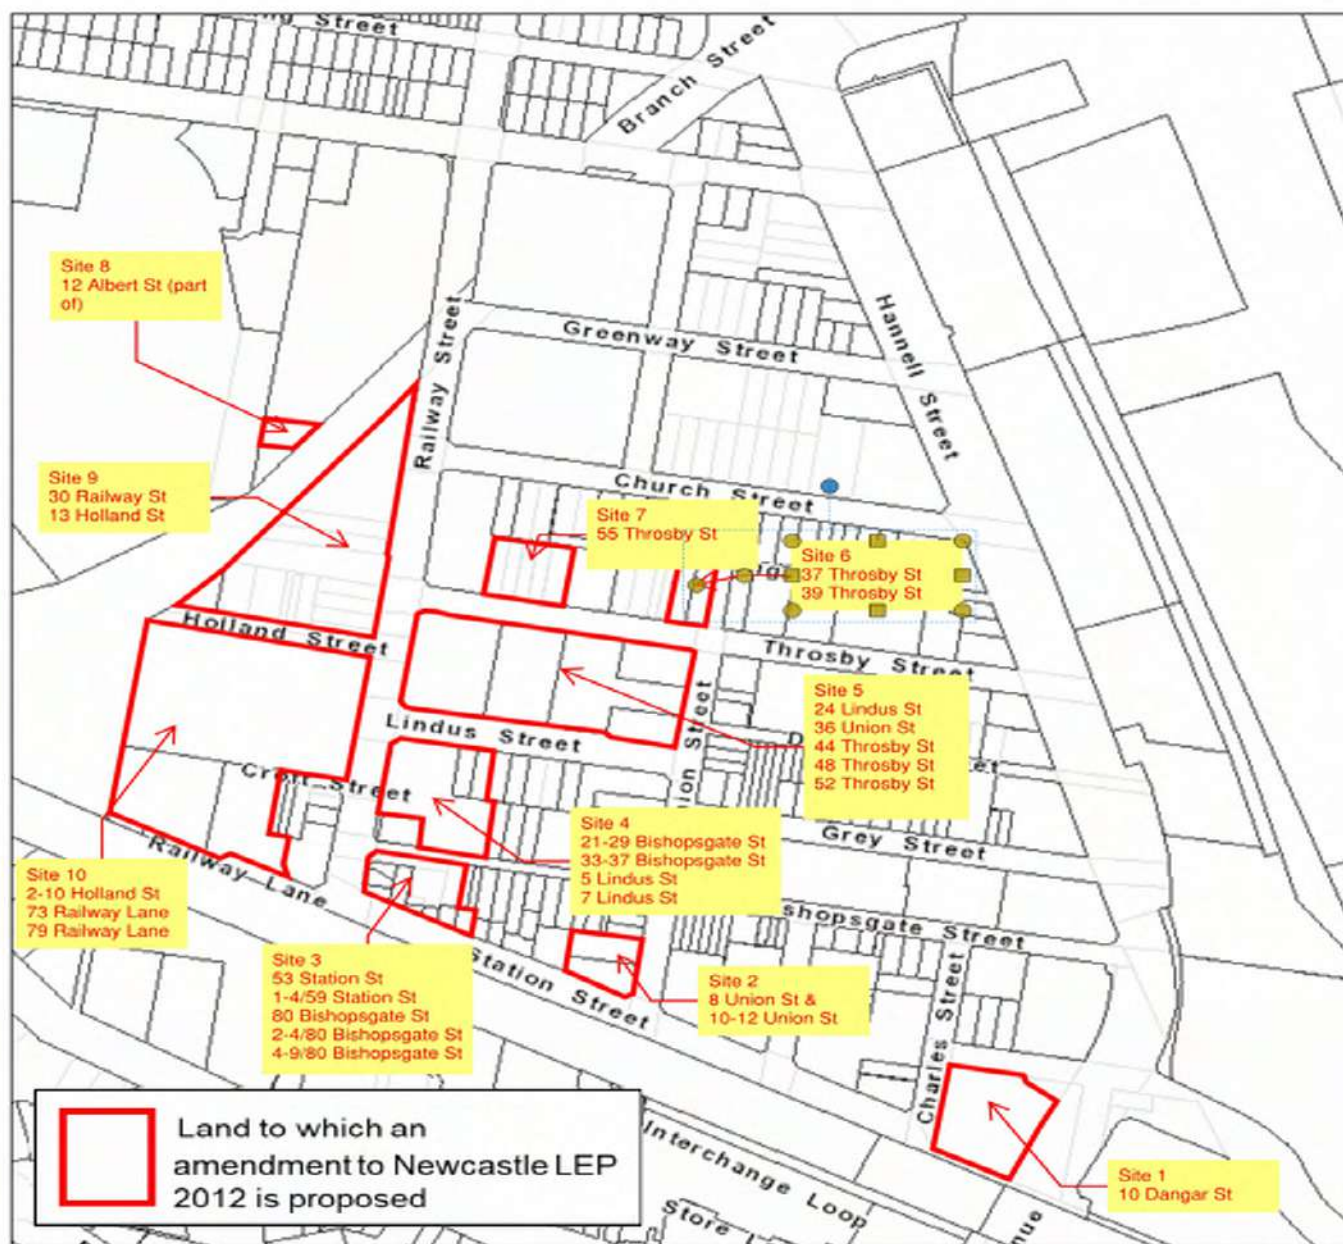 Street
Branch Street
Site 8
12 Albert St (part
of)
Hannell Street
Greenway Street
Railway Street
Site 9
30 Railway St
13 Holland St
Church Street
Site 7
55 Throsby St
Site 6
37 Throsby St
39 Throsby St
Holland Street
Throsby Street
Site 5
24 Lindus St
36 Union St
44 Throsby St
48 Throsby St
52 Throsby St
Lindus Street
Street
Croft Street
Site 4
21-29 Bishopsgate St
33-37 Bishopsgate St
5 Lindus St
7 Lindus St
Grey Street
Railway Lane
Site 10
2-10 Holland St
73 Railway Lane
79 Railway Lane
shopsgate Street
Site 3
53 Station St
1-4/59 Station St
80 Bishopsgate St
2-4/80 Bishopsgate St
4-9/80 Bishopsgate St
Station Street
Site 2
8 Union St &
10-12 Union St
Charles Street
Land to which an
amendment to Newcastle LEP
2012 is proposed
Interchange Loop
Store
Site 1
10 Dangar St
nue